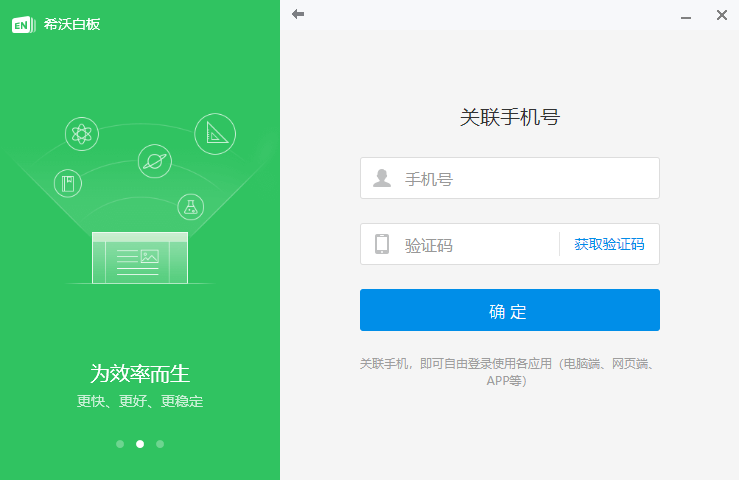 EN 希沃白板
为效率而生
更快、更好、更稳定
关联手机号
手机号
验证码 获取验证码
确 定
关联手机，即可自由登录使用各应用（电脑端、网页端、
APP等）